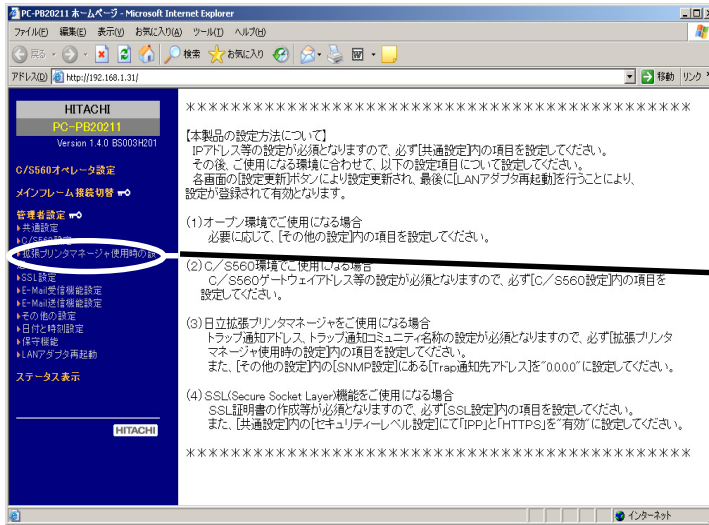 PC-PB20211 ホームページ - Microsoft Internet Explorer
ファイル(F) 編集(E) 表示(V) お気に入り(A) ツール(T) ヘルプ(H)
戻る 検索 お気に入り
アドレス(D) http://192.168.1.31/ 移動 リンク
HITACHI
PC-PB20211
Version 1.4.0 BS003H201
C/S560オペレータ設定
メインフレーム接続切替
管理者設定
共通設定
C/S560設定
拡張プリンタマネージャ使用時の設
SSL設定
E-Mail受信機能設定
E-Mail送信機能設定
その他の設定
日付と時刻設定
保守機能
LANアダプタ再起動
ステータス表示
HITACHI
＊＊＊＊＊＊＊＊＊＊＊＊＊＊＊＊＊＊＊＊＊＊＊＊＊＊＊＊＊＊＊＊＊＊＊＊＊＊＊＊＊
【本製品の設定方法について】
IPアドレス等の設定が必須となりますので、必ず[共通設定]内の項目を設定してください。
その後、ご使用になる環境に合わせて、以下の設定項目について設定してください。
各画面の[設定更新]ボタンにより設定更新され、最後に[LANアダプタ再起動]を行うことにより、
設定が登録されて有効となります。
(1)オープン環境でご使用になる場合
必要に応じて、[その他の設定]内の項目を設定してください。
(2)C／S560環境でご使用になる場合
C／S560ゲートウェイアドレス等の設定が必須となりますので、必ず[C／S560設定]内の項目を
設定してください。
(3)日立拡張プリンタマネージャをご使用になる場合
トラップ通知アドレス、トラップ通知コミュニティ名称の設定が必須となりますので、必ず[拡張プリンタ
マネージャ使用時の設定]内の項目を設定してください。
また、[その他の設定]内の[SNMP設定]にある[Trap通知先アドレス]を"0.0.0.0"に設定してください。
(4)SSL(Secure Socket Layer)機能をご使用になる場合
SSL証明書の作成等が必須となりますので、必ず[SSL設定]内の項目を設定してください。
また、[共通設定]内の[セキュリティーレベル設定]にて「IPP」と「HTTPS」を"有効"に設定してください。
＊＊＊＊＊＊＊＊＊＊＊＊＊＊＊＊＊＊＊＊＊＊＊＊＊＊＊＊＊＊＊＊＊＊＊＊＊＊＊＊＊
インターネット